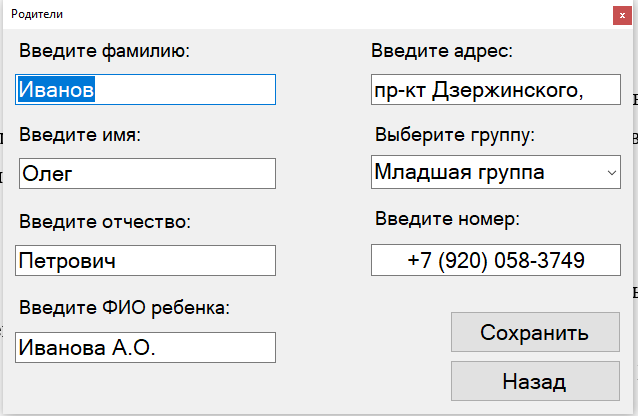 Родители
x
Введите фамилию:
Иванов
Введите имя:
Олег
Введите отчество:
Петрович
Введите ФИО ребенка:
Иванова А.О.
Введите адрес:
пр-кт Дзержинского,
Выберите группу:
Младшая группа
Введите номер:
+7 (920) 058-3749
Сохранить
Назад